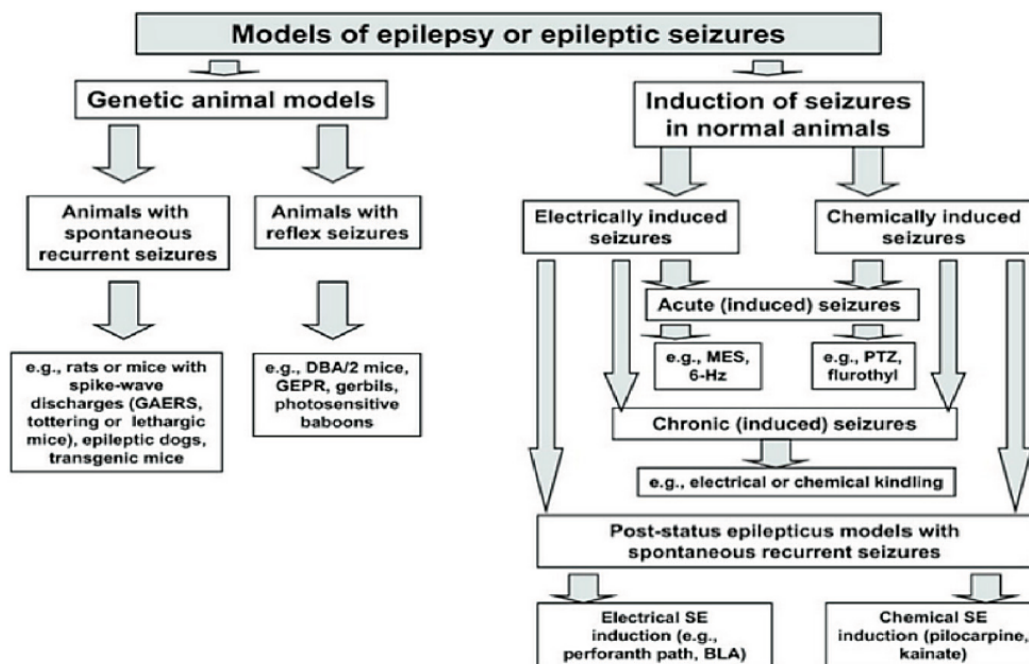 Models of epilepsy or epileptic seizures
Genetic animal models
Induction of seizures
in normal animals
Animals with
spontaneous
recurrent seizures
Animals with
reflex seizures
Electrically induced
seizures
Chemically induced
seizures
Acute (induced) seizures
e.g., rats or mice with
spike-wave
discharges (GAERS,
tottering or lethargic
mice), epileptic dogs,
transgenic mice
e.g., DBA/2 mice,
GEPR, gerbils,
photosensitive
baboons
e.g., MES,
6-Hz
e.g., PTZ,
flurothyl
Chronic (induced) seizures
e.g., electrical or chemical kindling
Post-status epilepticus models with
spontaneous recurrent seizures
Electrical SE
induction (e.g.,
perforanth path, BLA)
Chemical SE
induction (pilocarpine,
kainate)